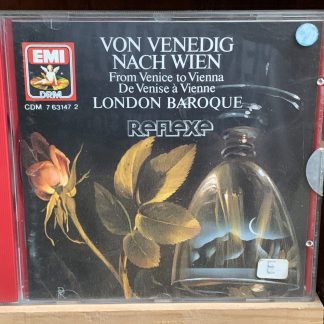 EMI
DRM
CDM 7 63147 2
VON VENEDIG
NACH WIEN
From Venice to Vienna
De Venise à Vienne
LONDON BAROQUE
REFLEXE
E